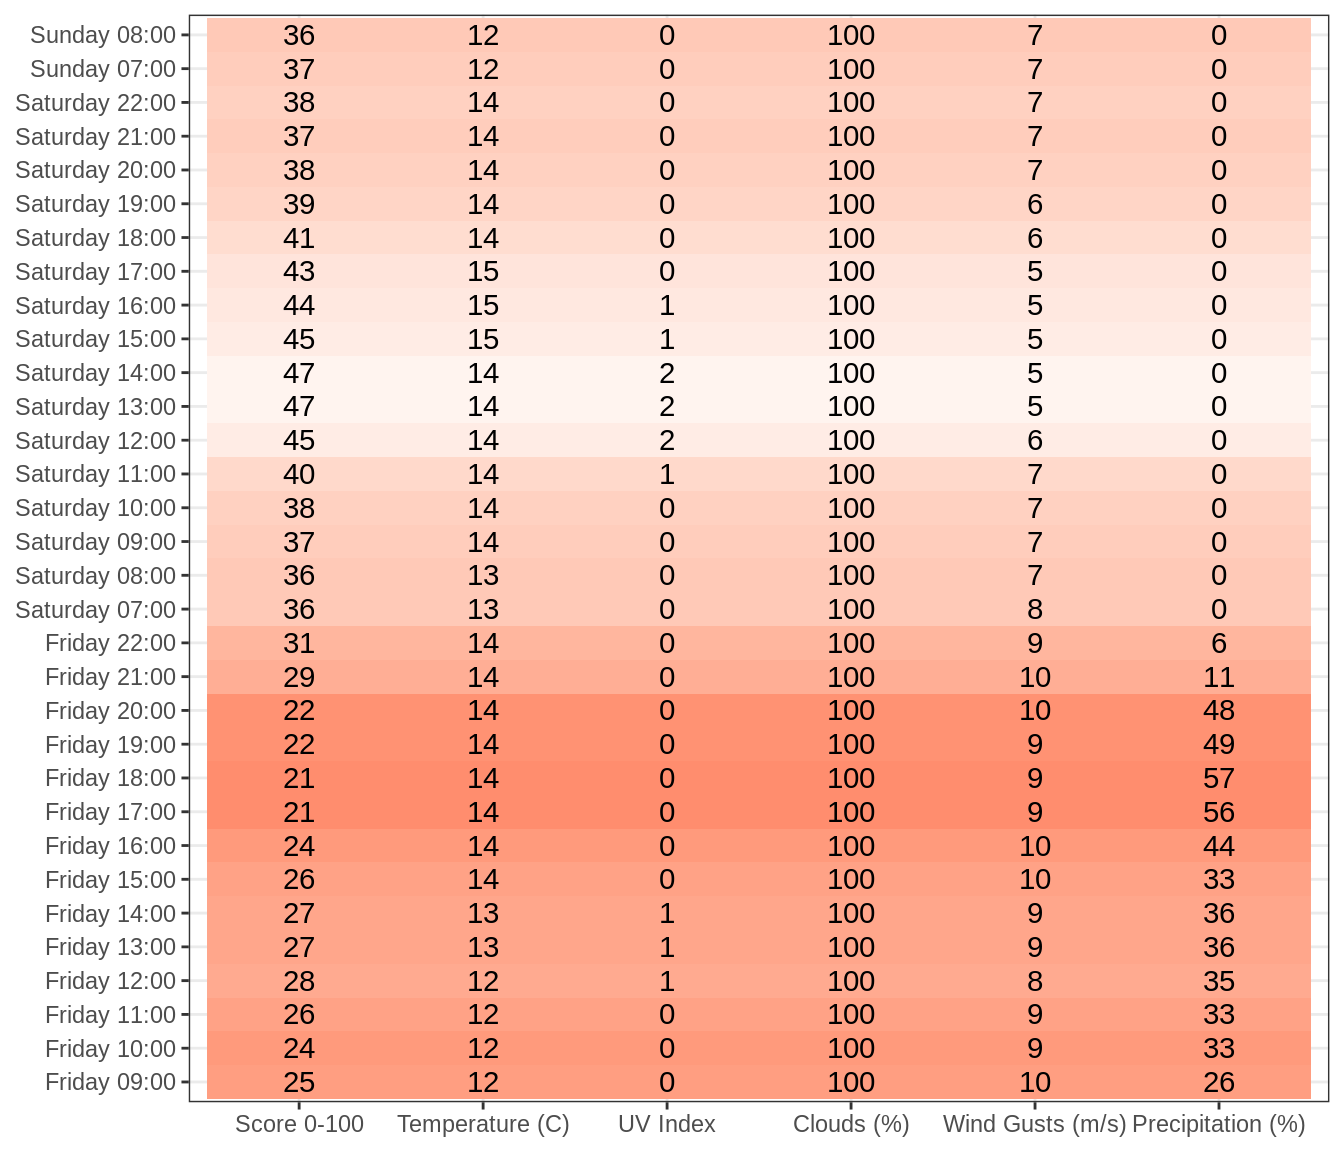 Sunday 08:00 36 12 0 100 7 0
Sunday 07:00 37 12 0 100 7 0
Saturday 22:00 38 14 0 100 7 0
Saturday 21:00 37 14 0 100 7 0
Saturday 20:00 38 14 0 100 7 0
Saturday 19:00 39 14 0 100 6 0
Saturday 18:00 41 14 0 100 6 0
Saturday 17:00 43 15 0 100 5 0
Saturday 16:00 44 15 1 100 5 0
Saturday 15:00 45 15 1 100 5 0
Saturday 14:00 47 14 2 100 5 0
Saturday 13:00 47 14 2 100 5 0
Saturday 12:00 45 14 2 100 6 0
Saturday 11:00 40 14 1 100 7 0
Saturday 10:00 38 14 0 100 7 0
Saturday 09:00 37 14 0 100 7 0
Saturday 08:00 36 13 0 100 7 0
Saturday 07:00 36 13 0 100 8 0
Friday 22:00 31 14 0 100 9 6
Friday 21:00 29 14 0 100 10 11
Friday 20:00 22 14 0 100 10 48
Friday 19:00 22 14 0 100 9 49
Friday 18:00 21 14 0 100 9 57
Friday 17:00 21 14 0 100 9 56
Friday 16:00 24 14 0 100 10 44
Friday 15:00 26 14 0 100 10 33
Friday 14:00 27 13 1 100 9 36
Friday 13:00 27 13 1 100 9 36
Friday 12:00 28 12 1 100 8 35
Friday 11:00 26 12 0 100 9 33
Friday 10:00 24 12 0 100 9 33
Friday 09:00 25 12 0 100 10 26
Score 0-100 Temperature (C) UV Index Clouds (%) Wind Gusts (m/s) Precipitation (%)